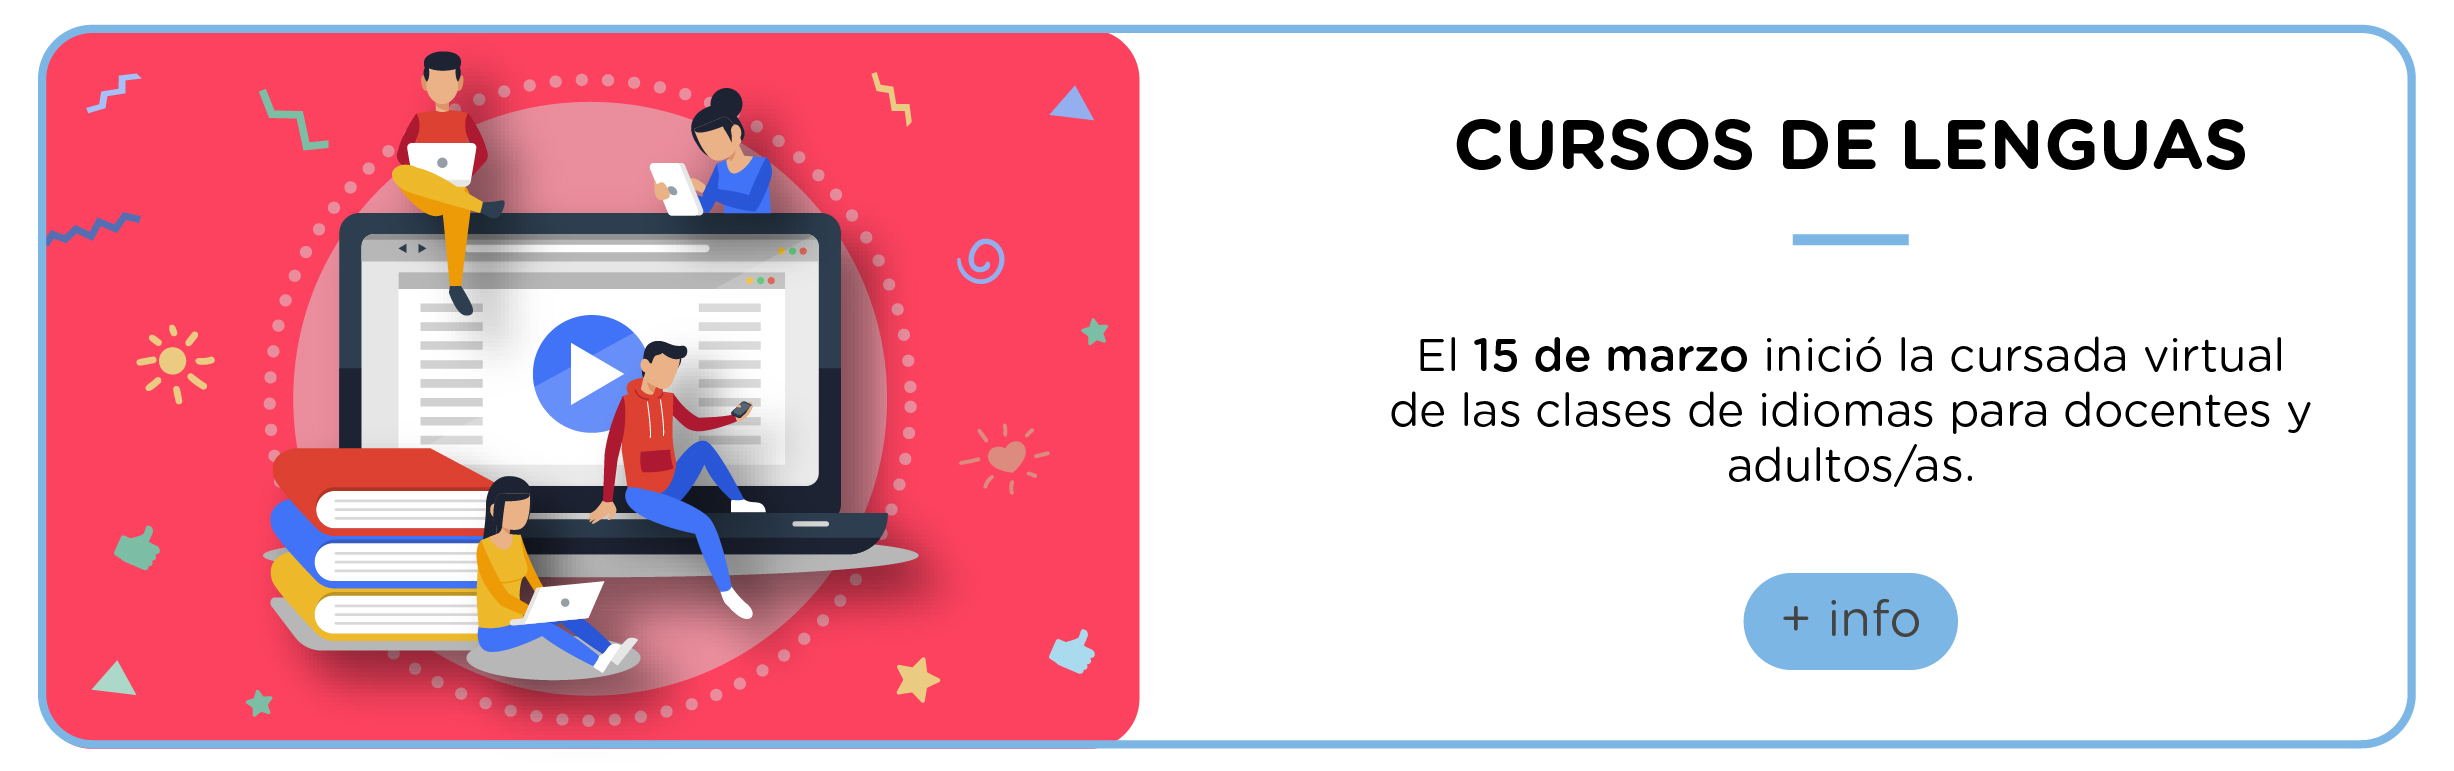 CURSOS DE LENGUAS
El 15 de marzo inició la cursada virtual
de las clases de idiomas para docentes y
adultos/as.
+ info